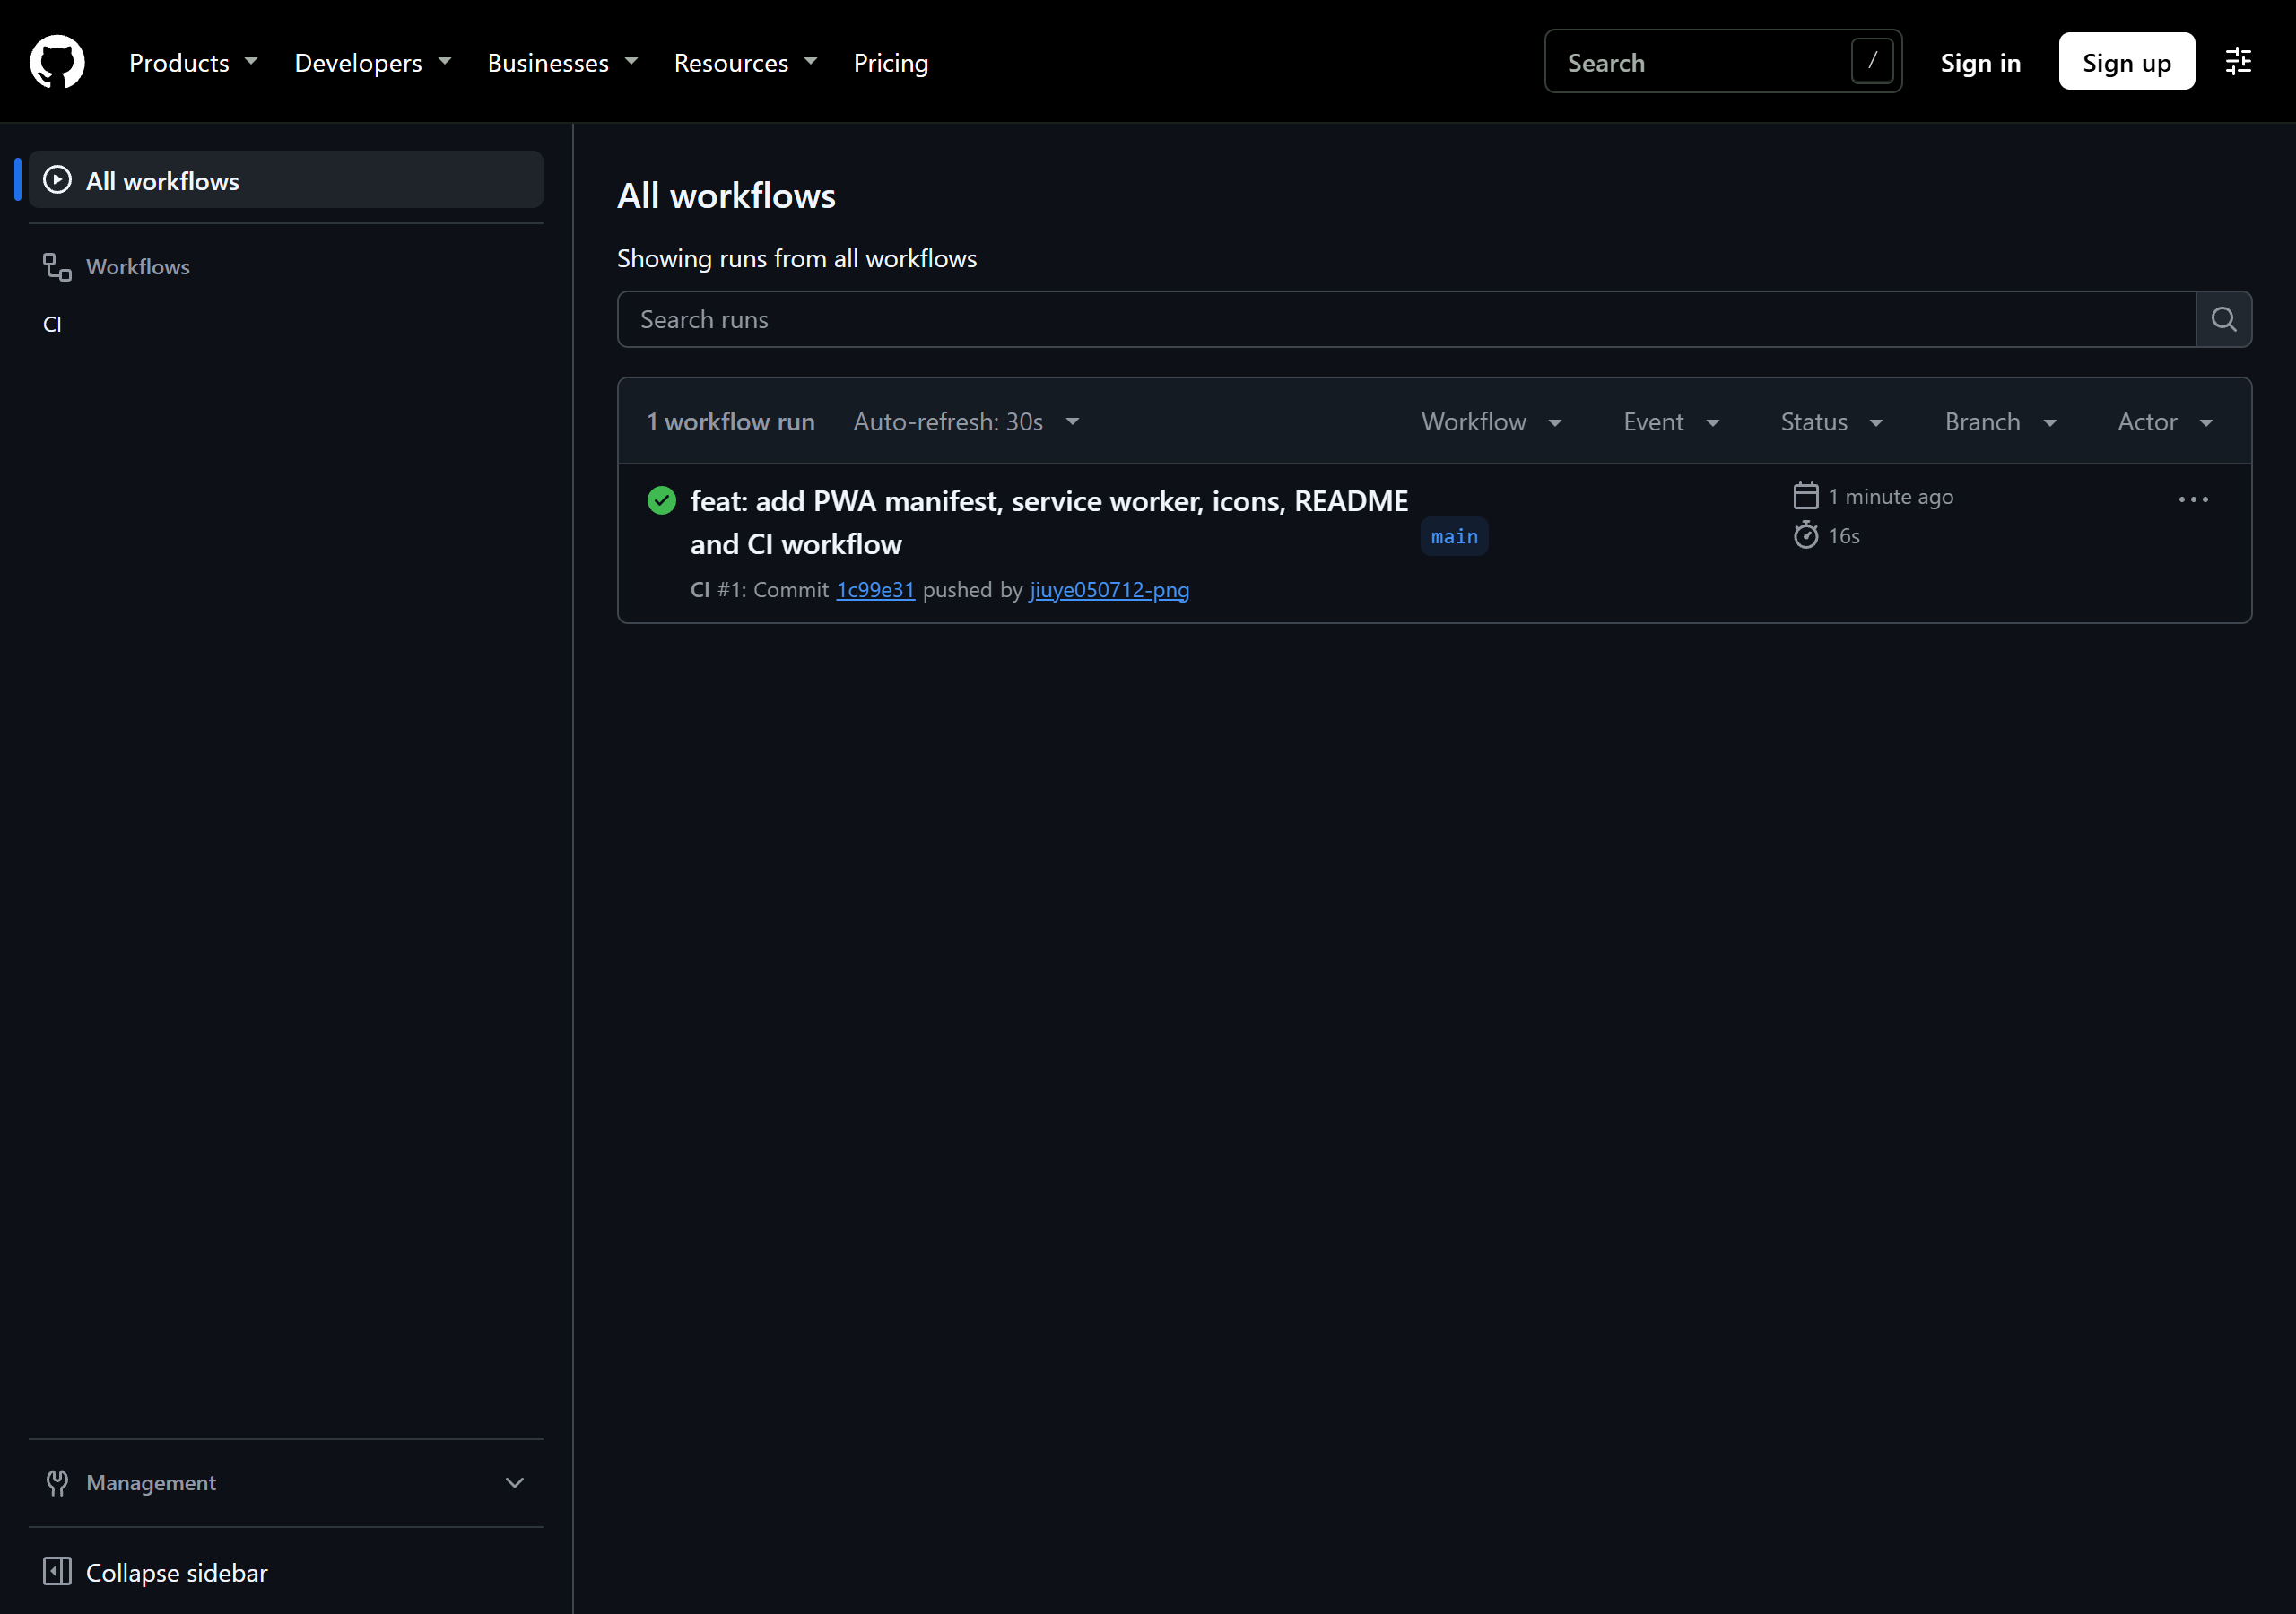 Products Developers Businesses Resources Pricing Search / Sign in Sign up
All workflows
Workflows
CI
Management
Collapse sidebar
All workflows
Showing runs from all workflows
Search runs
1 workflow run Auto-refresh: 30s Workflow Event Status Branch Actor
feat: add PWA manifest, service worker, icons, README
and CI workflow
CI #1: Commit 1c99e31 pushed by jiuye050712-png
main
1 minute ago
16s